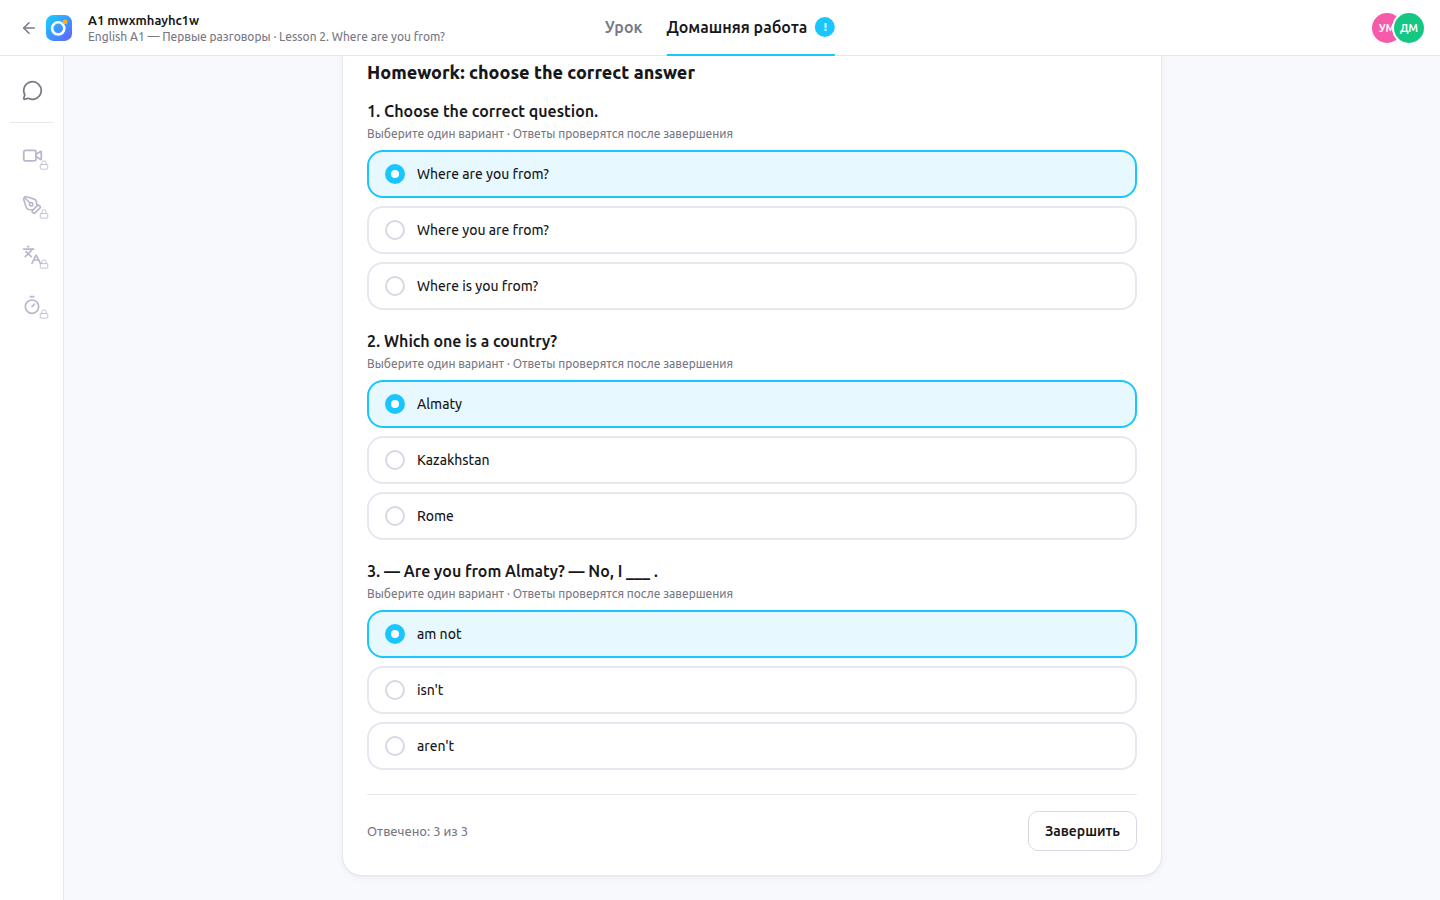 A1 mwxmhayhc1w
English A1 — Первые разговоры · Lesson 2. Where are you from?
Урок
Домашняя работа !
УМ ДМ
Homework: choose the correct answer
1. Choose the correct question.
Выберите один вариант · Ответы проверятся после завершения
Where are you from?
Where you are from?
Where is you from?
2. Which one is a country?
Выберите один вариант · Ответы проверятся после завершения
Almaty
Kazakhstan
Rome
3. — Are you from Almaty? — No, I ___ .
Выберите один вариант · Ответы проверятся после завершения
am not
isn't
aren't
Отвечено: 3 из 3
Завершить